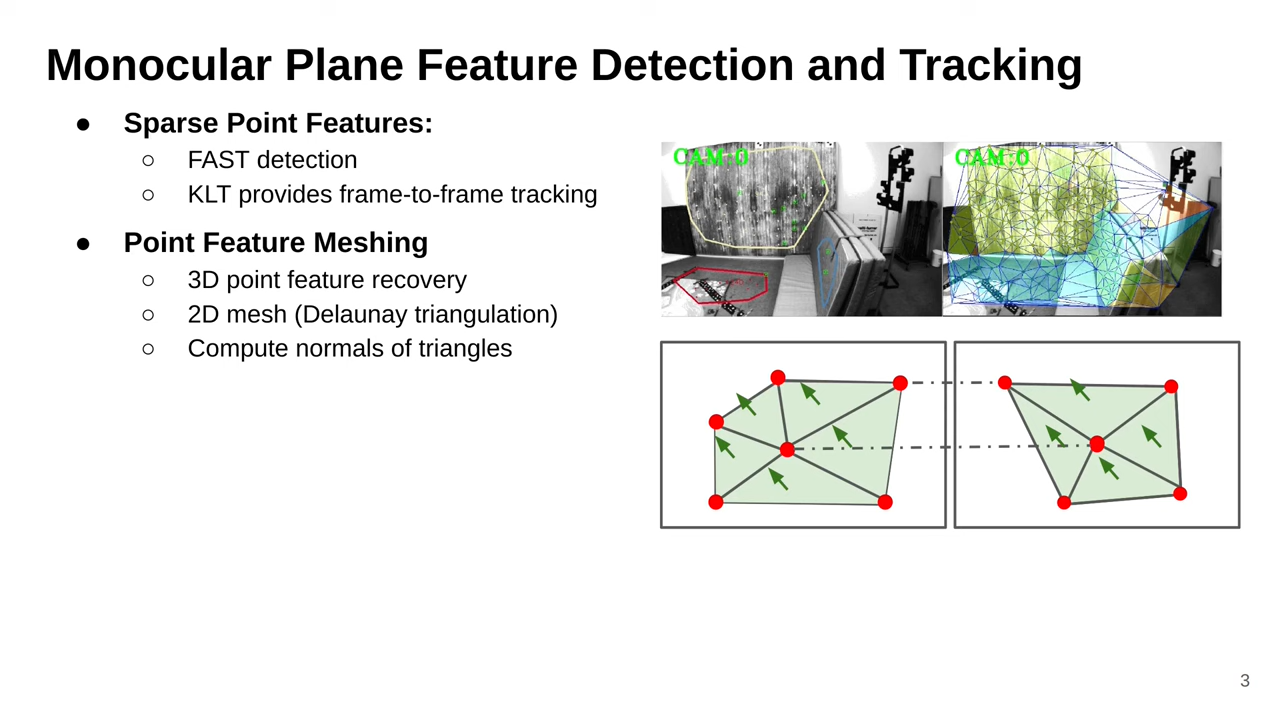 Monocular Plane Feature Detection and Tracking
● Sparse Point Features:
○ FAST detection
○ KLT provides frame-to-frame tracking
● Point Feature Meshing
○ 3D point feature recovery
○ 2D mesh (Delaunay triangulation)
○ Compute normals of triangles
CAM:0
CAM:0
3